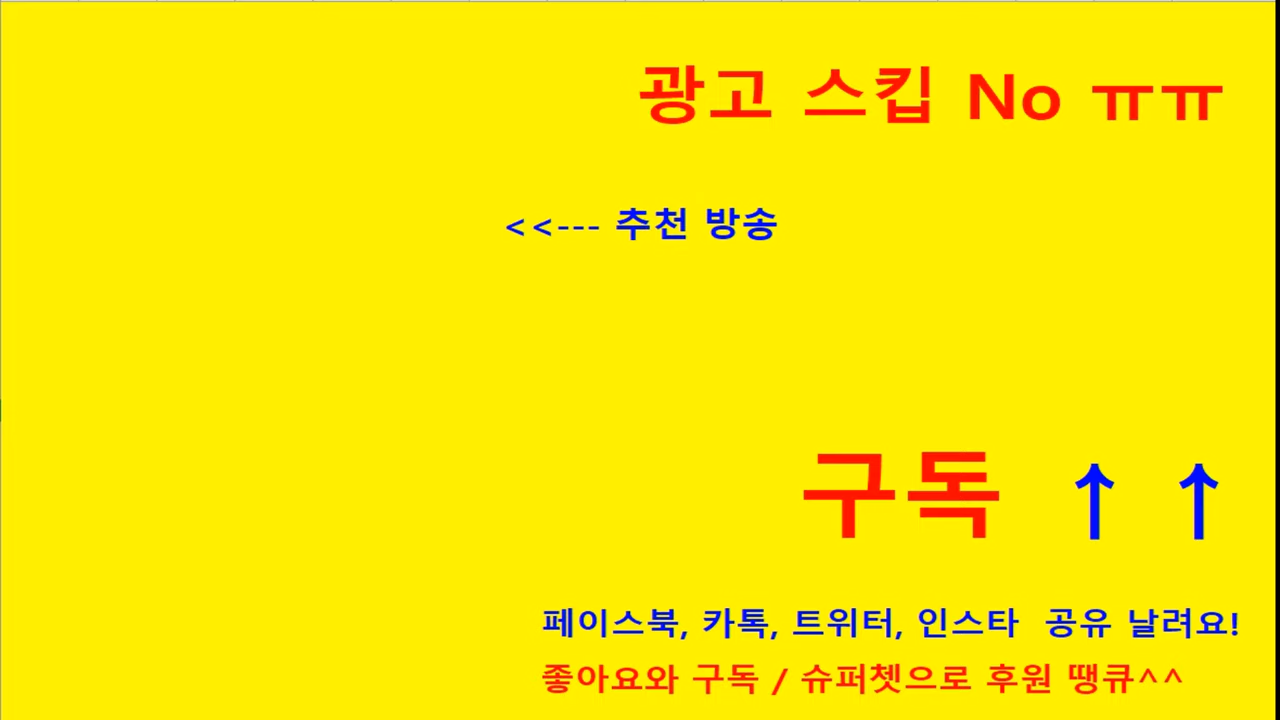 광고 스킵 No ㅠㅠ
<<--- 추천 방송
구독 ↑ ↑
페이스북, 카톡, 트위터, 인스타 공유 날려요!
좋아요와 구독 / 슈퍼쳇으로 후원 땡큐^^